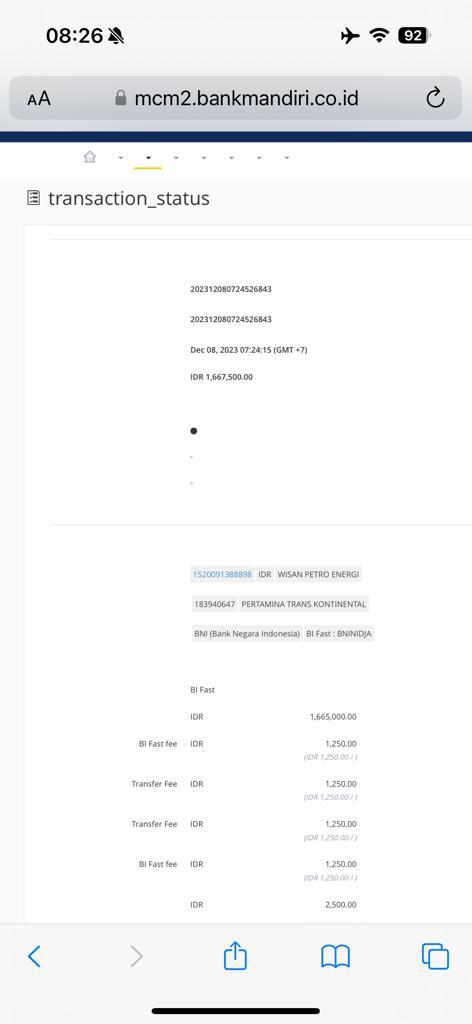 08:26
92
AA mcm2.bankmandiri.co.id
transaction_status
202312080724526843
202312080724526843
Dec 08, 2023 07:24:15 (GMT +7)
IDR 1,667,500.00
-
-
1520091388898 IDR WISAN PETRO ENERGI
183940647 PERTAMINA TRANS KONTINENTAL
BNI (Bank Negara Indonesia) BI Fast : BNINIDJA
BI Fast
IDR 1,665,000.00
BI Fast fee IDR 1,250.00
(IDR 1,250.00 / )
Transfer Fee IDR 1,250.00
(IDR 1,250.00 / )
Transfer Fee IDR 1,250.00
(IDR 1,250.00 / )
BI Fast fee IDR 1,250.00
(IDR 1,250.00 / )
IDR 2,500.00